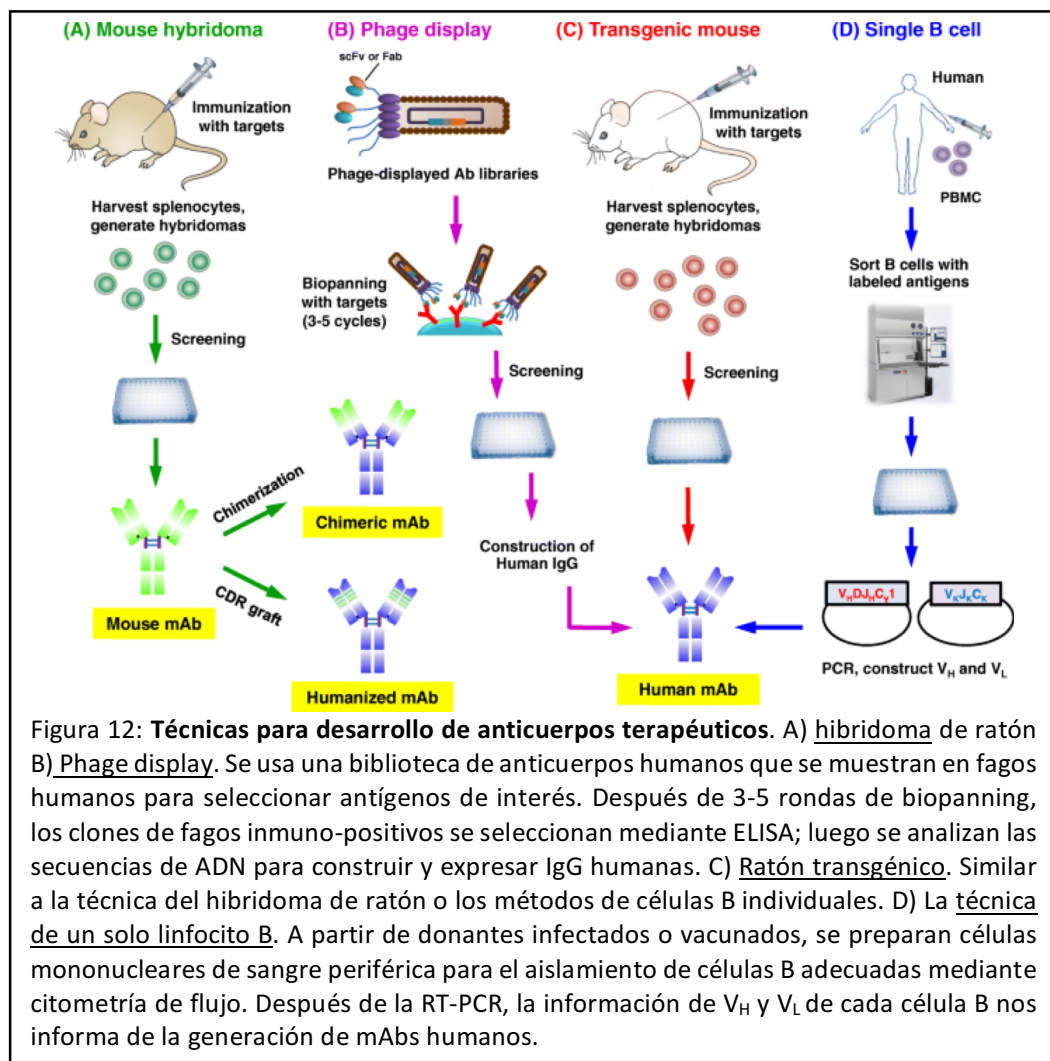 (A) Mouse hybridoma
Immunization
with targets
Harvest splenocytes,
generate hybridomas
Screening
Mouse mAb
Chimerization
CDR graft
Chimeric mAb
Humanized mAb
(B) Phage display
scFv or Fab
Phage-displayed Ab libraries
Biopanning
with targets
(3-5 cycles)
Screening
Construction of
Human IgG
(C) Transgenic mouse
Immunization
with targets
Harvest splenocytes,
generate hybridomas
Screening
Human mAb
(D) Single B cell
Human
PBMC
Sort B cells with
labeled antigens
VHDJHCγ1
VKJKCK
PCR, construct VH and VL
Figura 12: Técnicas para desarrollo de anticuerpos terapéuticos. A) hibridoma de ratón
B) Phage display. Se usa una biblioteca de anticuerpos humanos que se muestran en fagos
humanos para seleccionar antígenos de interés. Después de 3-5 rondas de biopanning,
los clones de fagos inmuno-positivos se seleccionan mediante ELISA; luego se analizan las
secuencias de ADN para construir y expresar IgG humanas. C) Ratón transgénico. Similar
a la técnica del hibridoma de ratón o los métodos de células B individuales. D) La técnica
de un solo linfocito B. A partir de donantes infectados o vacunados, se preparan células
mononucleares de sangre periférica para el aislamiento de células B adecuadas mediante
citometría de flujo. Después de la RT-PCR, la información de VH y VL de cada célula B nos
informa de la generación de mAbs humanos.